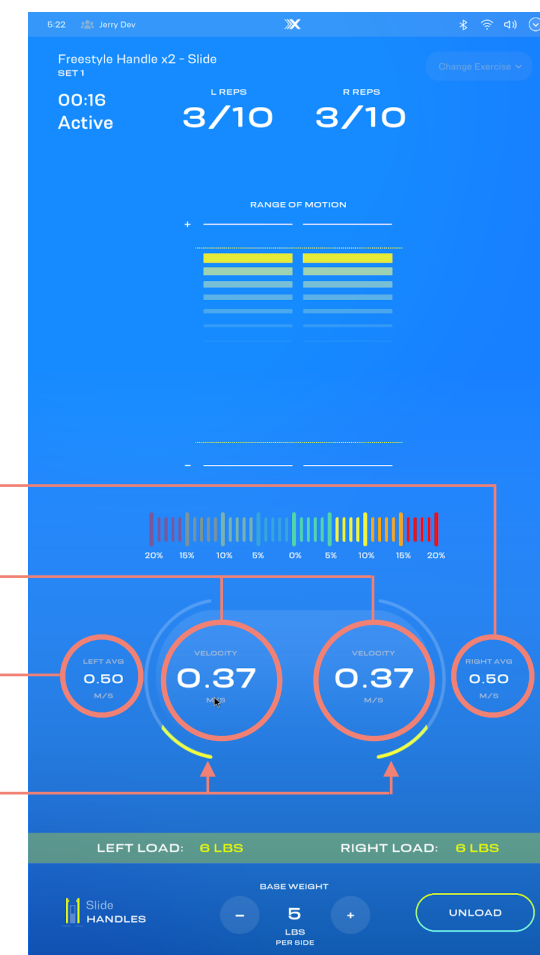 5:22 Jerry Dev
Freestyle Handle x2 - Slide
SET 1
Change Exercise
00:16
Active
L REPS
3/10
R REPS
3/10
RANGE OF MOTION
+
–
20% 15% 10% 5% 0% 5% 10% 15% 20%
LEFT AVG
0.50
M/S
VELOCITY
0.37
M/S
VELOCITY
0.37
M/S
RIGHT AVG
0.50
M/S
LEFT LOAD: 6 LBS RIGHT LOAD: 6 LBS
Slide
HANDLES
BASE WEIGHT
– 5 +
LBS
PER SIDE
UNLOAD